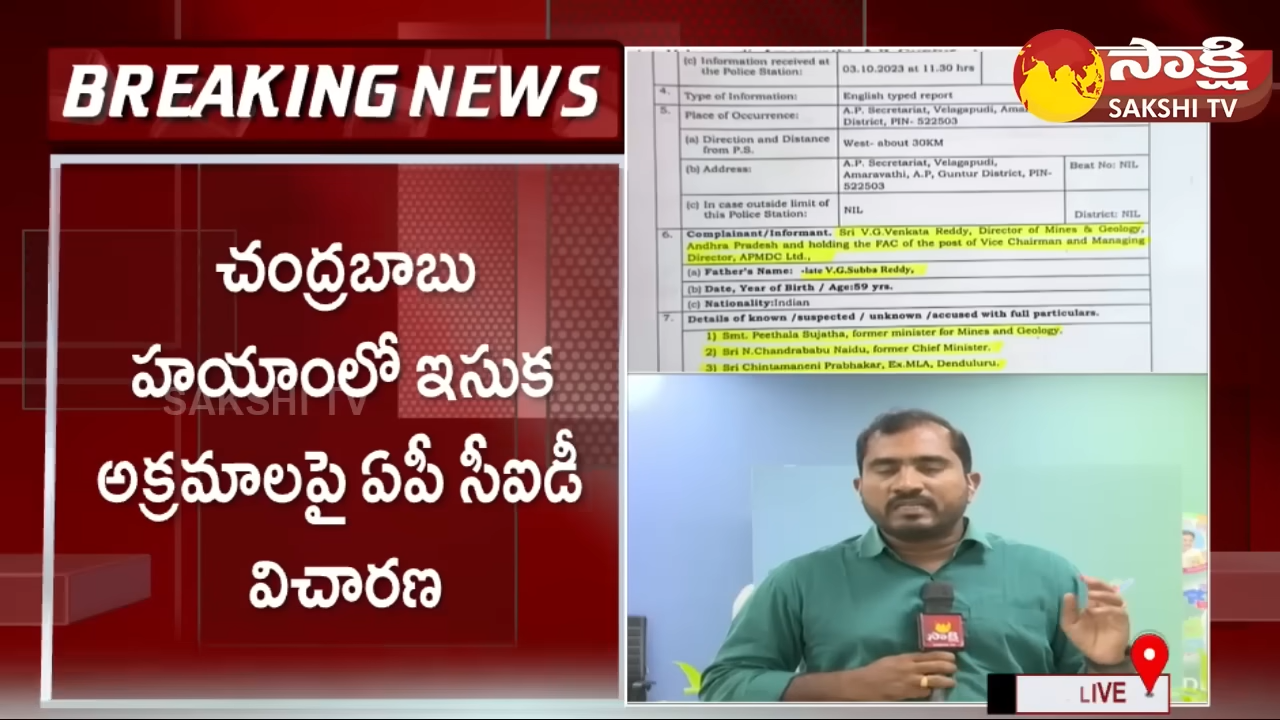 BREAKING NEWS
చంద్రబాబు
హయాంలో ఇసుక
అక్రమాలపై ఏపీ సీఐడీ
విచారణ
SAKSHI TV
(c) Information received at the Police Station:
03.10.2023 at 11.30 hrs
4. Type of Information:
English typed report
5. Place of Occurrence:
A.P. Secretariat, Velagapudi,
District, PIN- 522503
(a) Direction and Distance from P.S.
West- about 30KM
(b) Address:
A.P. Secretariat, Velagapudi,
Amaravathi, A.P, Guntur District, PIN-
522503
Beat No: NIL
(c) In case outside limit of this Police Station:
NIL
District: NIL
6. Complainant/Informant. Sri V.G.Venkata Reddy, Director of Mines & Geology,
Andhra Pradesh and holding the FAC of the post of Vice Chairman and Managing
Director, APMDC Ltd.,
(a) Father's Name: -late V.G.Subba Reddy,
(b) Date, Year of Birth / Age:59 yrs.
(c) Nationality:Indian
7. Details of known /suspected / unknown /accused with full particulars.
1) Smt. Peethala Sujatha, former minister for Mines and Geology.
2) Sri N.Chandrababu Naidu, former Chief Minister.
3) Sri Chintamaneni Prabhakar, Ex.MLA, Denduluru.
సాక్షి
SAKSHI TV
సాక్షి
LIVE